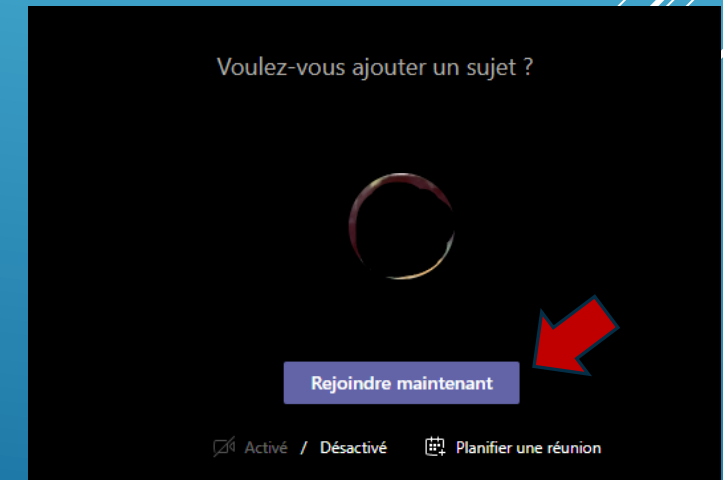 Voulez-vous ajouter un sujet ?
Rejoindre maintenant
Activé / Désactivé Planifier une réunion